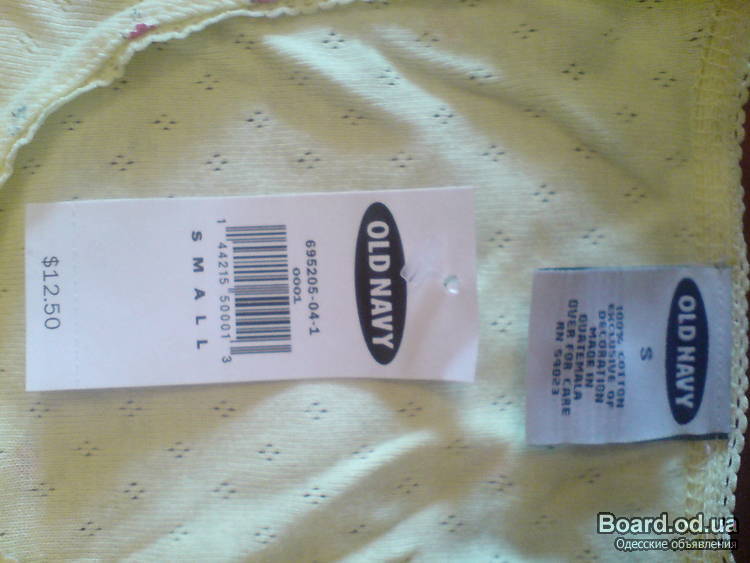 OLD NAVY
695205-04-1
0001
1 44215 50001 3
SMALL
$12.50
OLD NAVY
S
100% COTTON
EXCLUSIVE OF
DECORATION
MADE IN
GUATEMALA
OVER FOR CARE
RN 54023
Board.od.ua
Одесские объявления